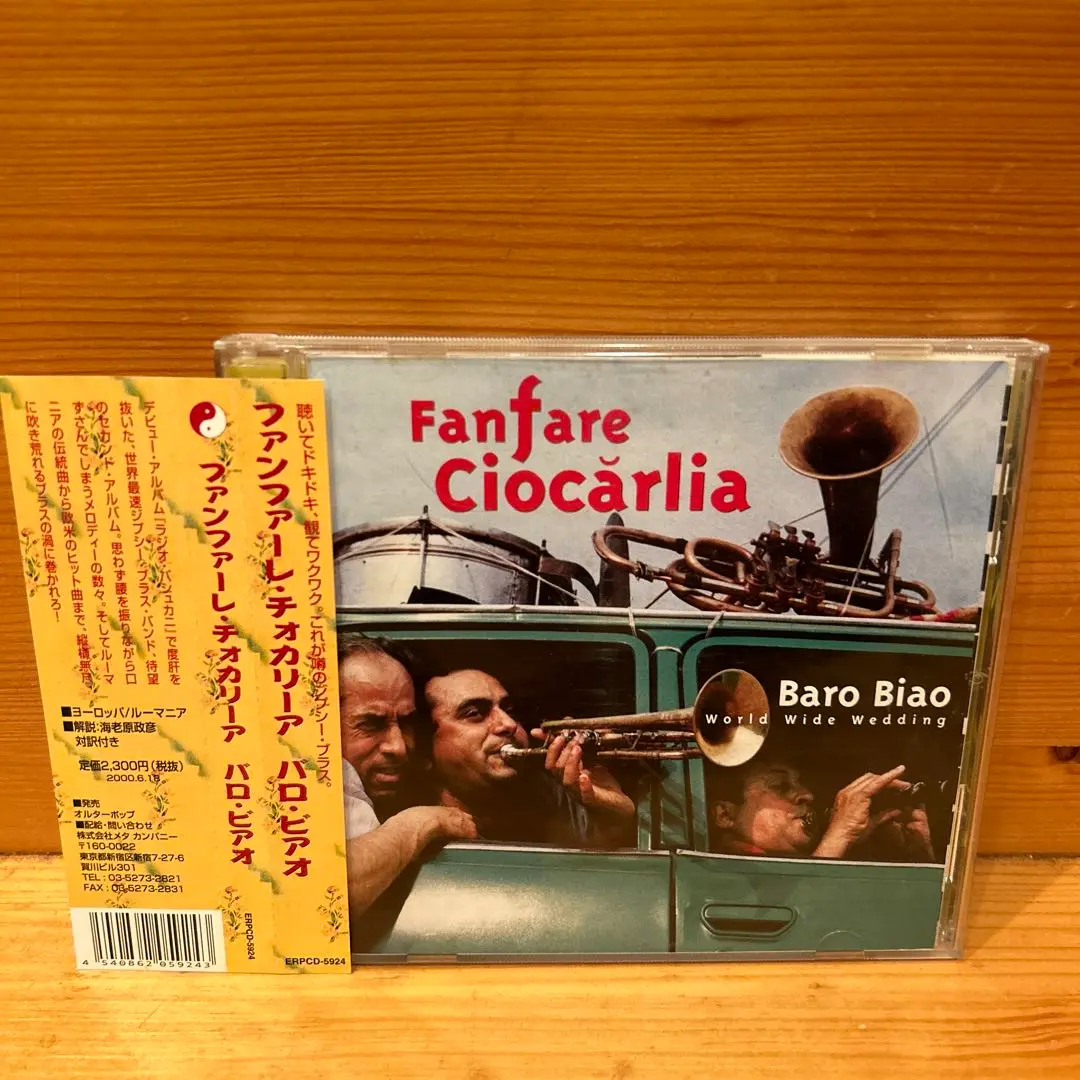 聴いてドキドキ、観てワクワク。これが噂のジプシー・ブラス。
ファンファーレ・チオカリーア バロ・ビアオ
ファンファーレ・チオカリーア バロ・ビアオ
デビュー・アルバム「ラジオ・パシュカニ」で度肝を
抜いた、世界最速ジプシー・ブラス・バンド、待望
のセカンド・アルバム。思わず腰を振りながら口
ずさんでしまうメロディーの数々。そしてルーマ
ニアの伝統曲から欧米のヒット曲まで、縦横無尽
に吹き荒れるブラスの渦に巻かれろ!
■ヨーロッパ/ルーマニア
■解説:海老原政彦
対訳付き
定価2,300円(税抜)
2000.6.18
■発売
オルターポップ
■配給・問い合わせ
株式会社メタ カンパニー
〒160-0022
東京都新宿区新宿7-27-6
賀川ビル301
TEL:03-5273-2821
FAX:03-5273-2831
4 540862 059243
ERPCD-5924
ERPCD-5924
Fanfare
Ciocărlia
Baro Biao
World Wide Wedding